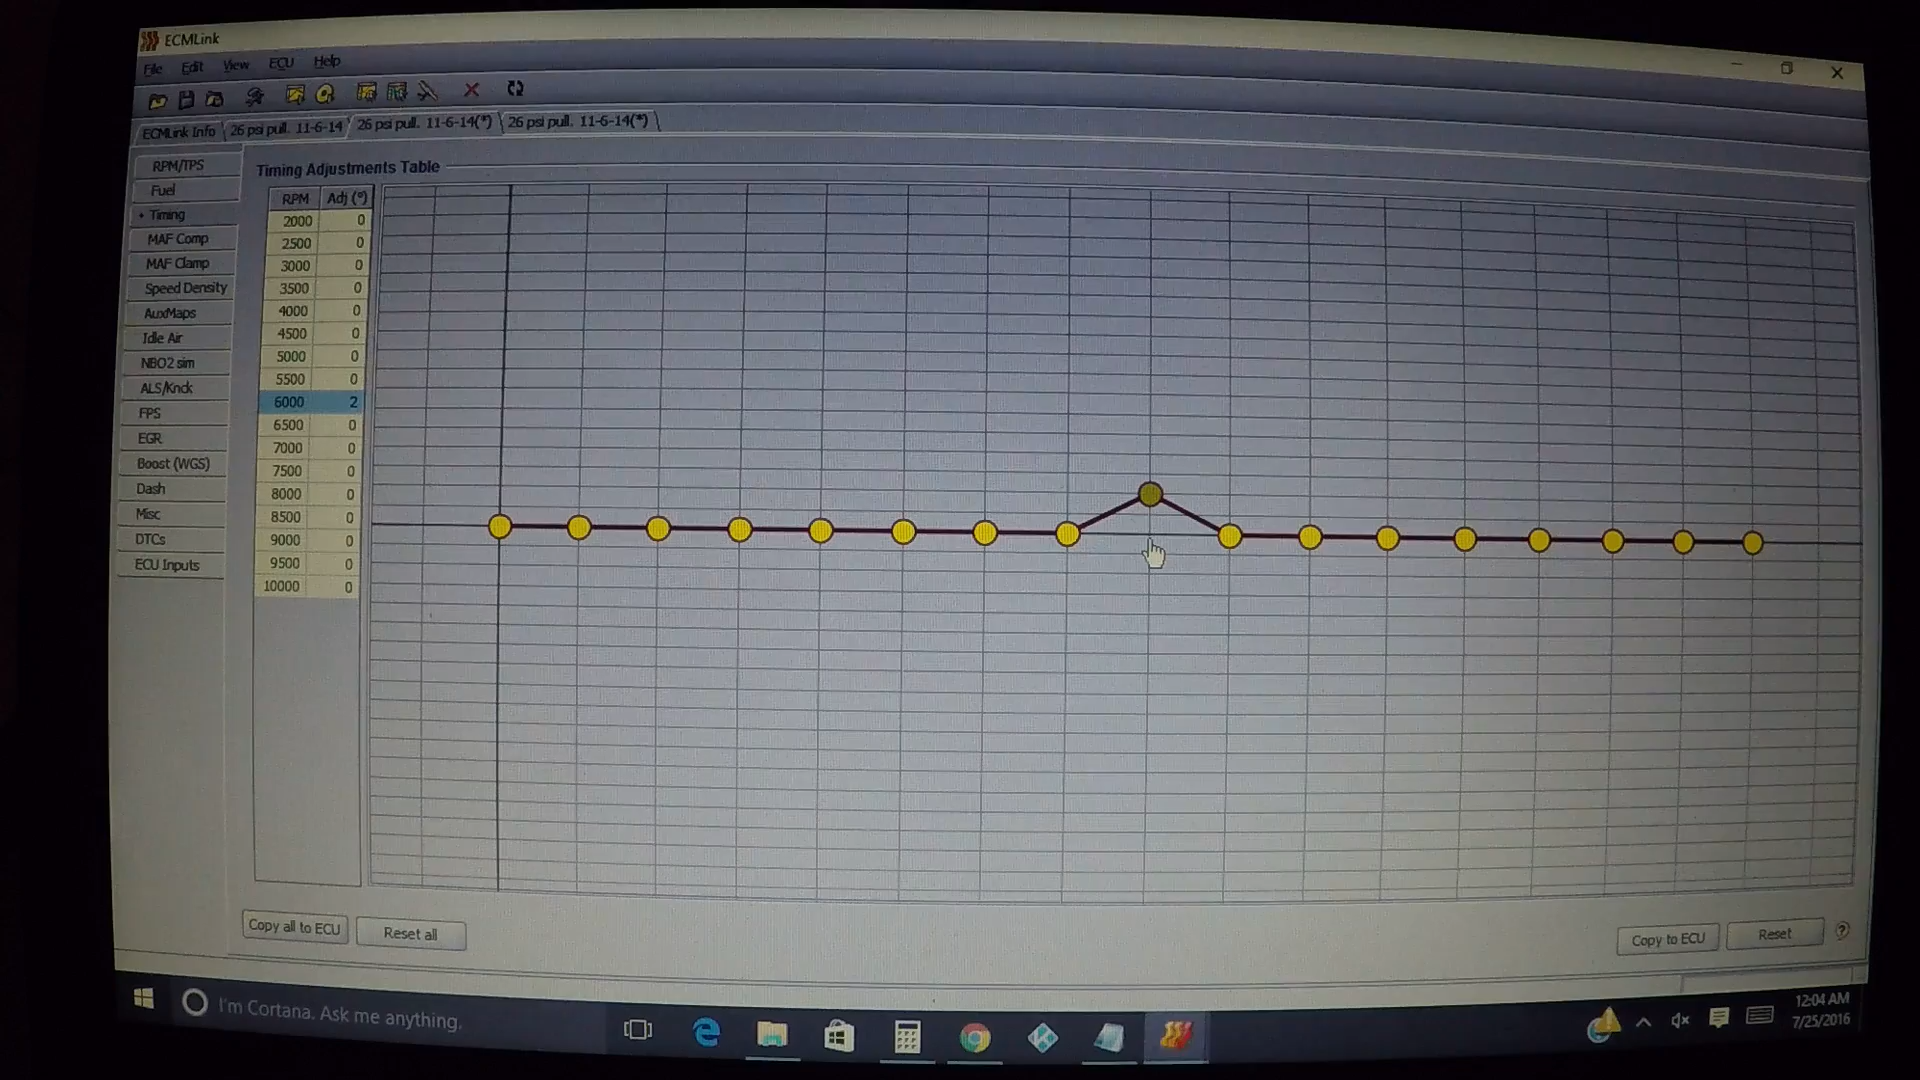 ECMLink
File Edit View ECU Help
ECMLink Info 26 psi pull. 11-6-14 26 psi pull. 11-6-14(*) 26 psi pull. 11-6-14(*)
RPM/TPS
Fuel
+ Timing
MAF Comp
MAF Clamp
Speed Density
AuxMaps
Idle Air
NBO2 sim
ALS/Knck
FPS
EGR
Boost (WGS)
Dash
Misc
DTCs
ECU Inputs
Timing Adjustments Table
RPM Adj (°)
2000 0
2500 0
3000 0
3500 0
4000 0
4500 0
5000 0
5500 0
6000 2
6500 0
7000 0
7500 0
8000 0
8500 0
9000 0
9500 0
10000 0
Copy all to ECU Reset all Copy to ECU Reset ?
I'm Cortana. Ask me anything.
12:04 AM
7/25/2016